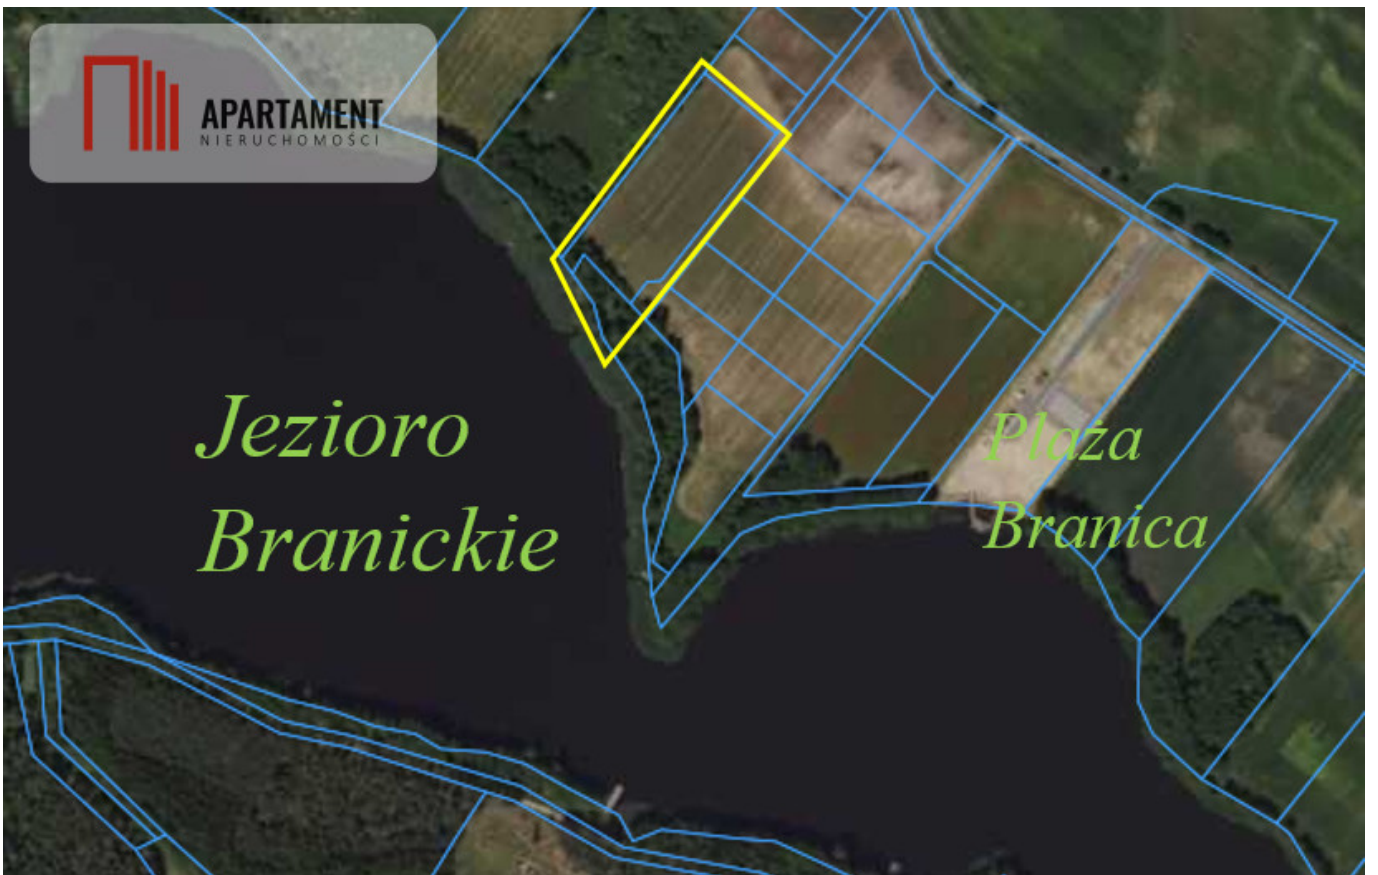 APARTAMENT
NIERUCHOMOŚCI
Jezioro
Branickie
Plaża
Branica